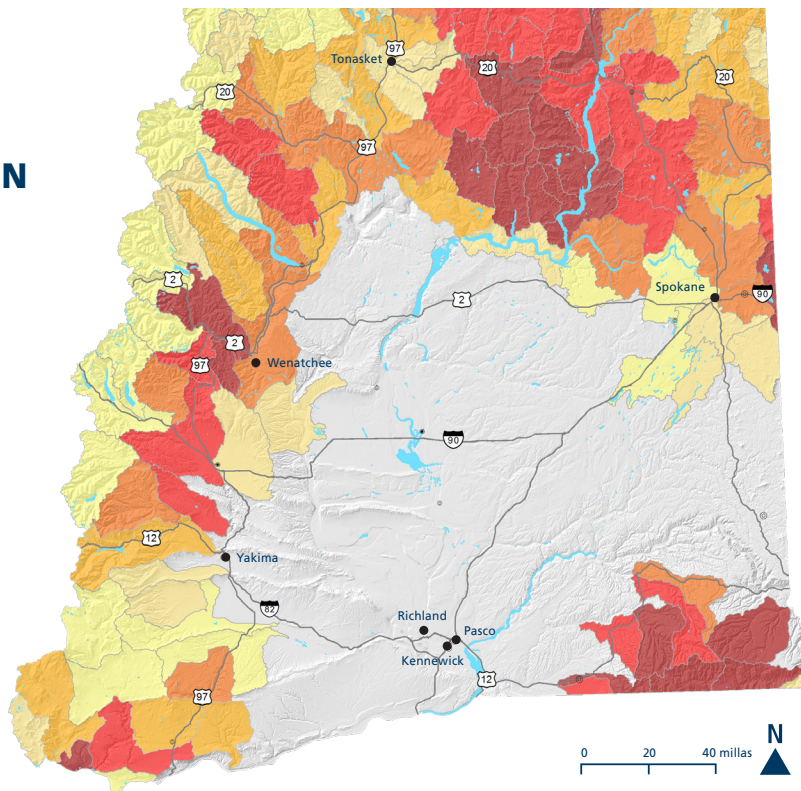 97
Tonasket
20
20
20
97
N
2
Spokane
90
2
2
97
Wenatchee
90
12
Yakima
82
Richland
Pasco
Kennewick
12
97
0 20 40 millas
N